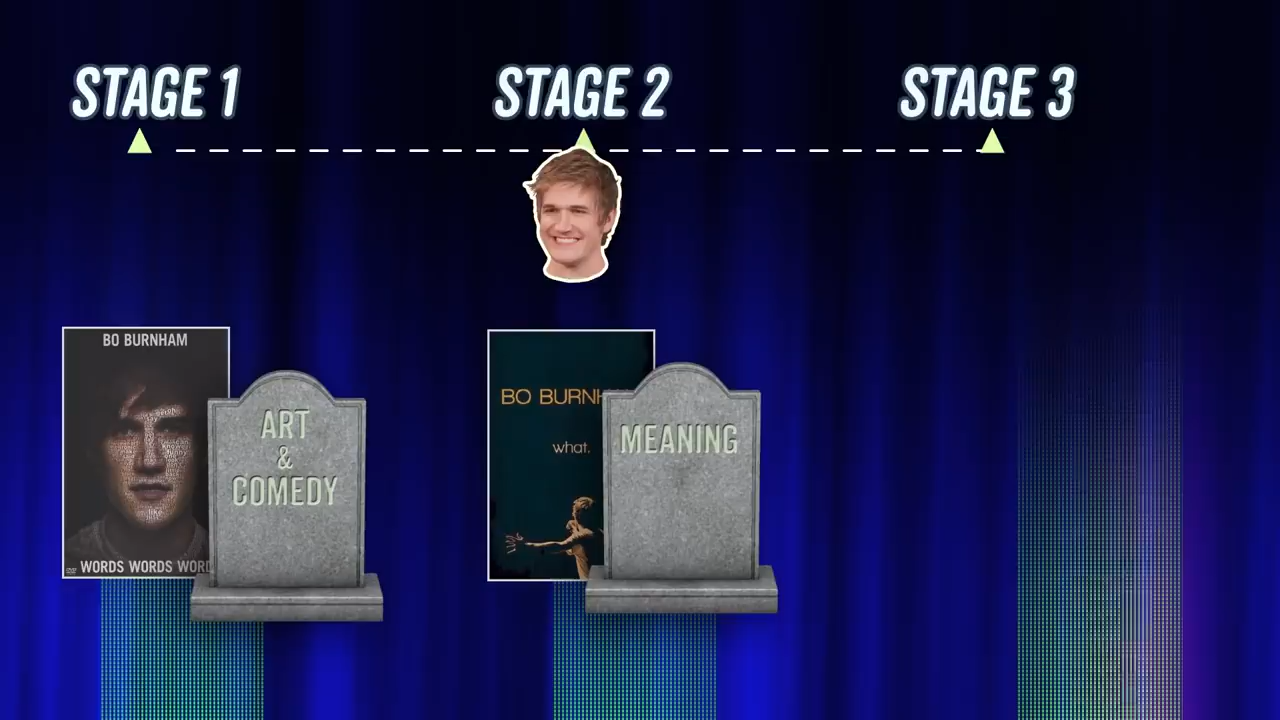 STAGE 1
STAGE 2
STAGE 3
BO BURNHAM
WORDS WORDS WORD
ART
&
COMEDY
BO BURNH
what.
MEANING